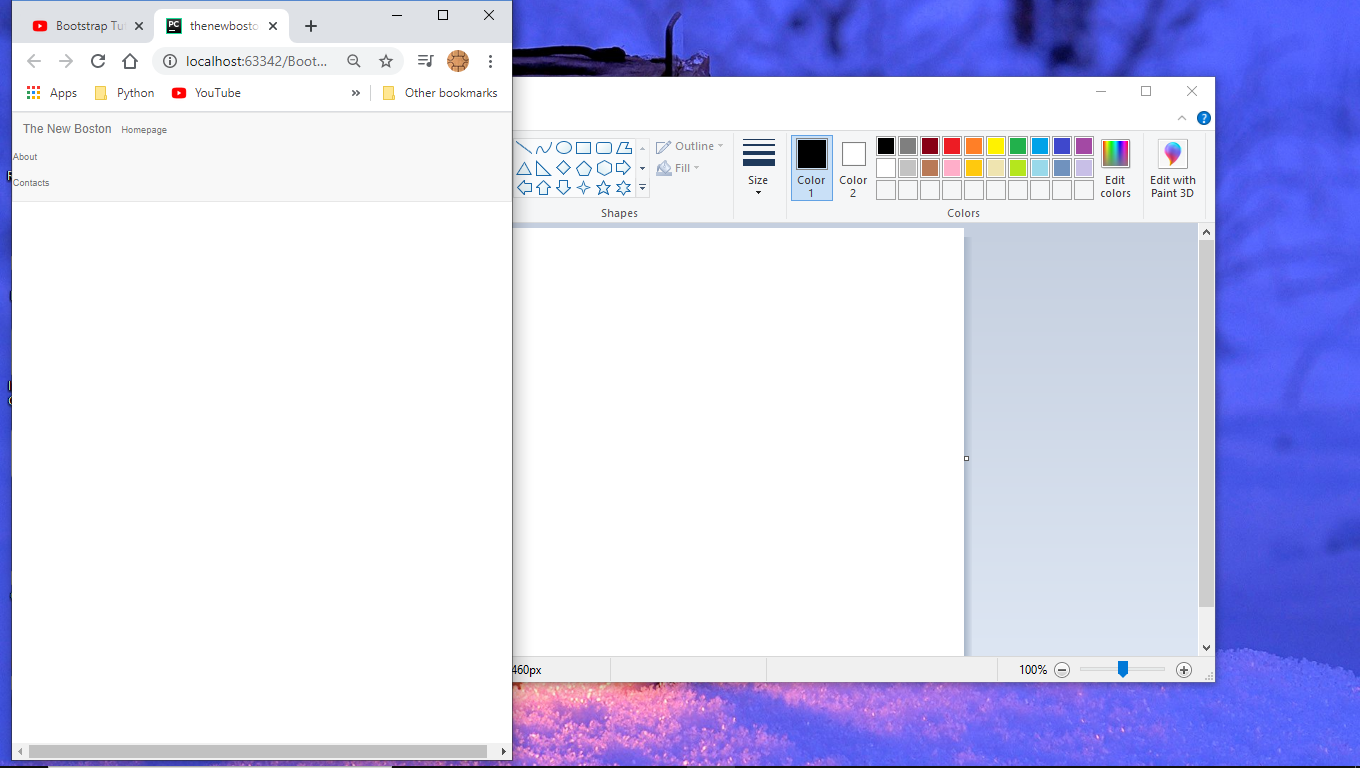 Bootstrap Tu
thenewbosto
localhost:63342/Boot...
Apps
Python
YouTube
»
Other bookmarks
The New Boston
Homepage
About
Contacts
Outline
Fill
Shapes
Size
Color
1
Color
2
Colors
Edit
colors
Edit with
Paint 3D
460px
100%